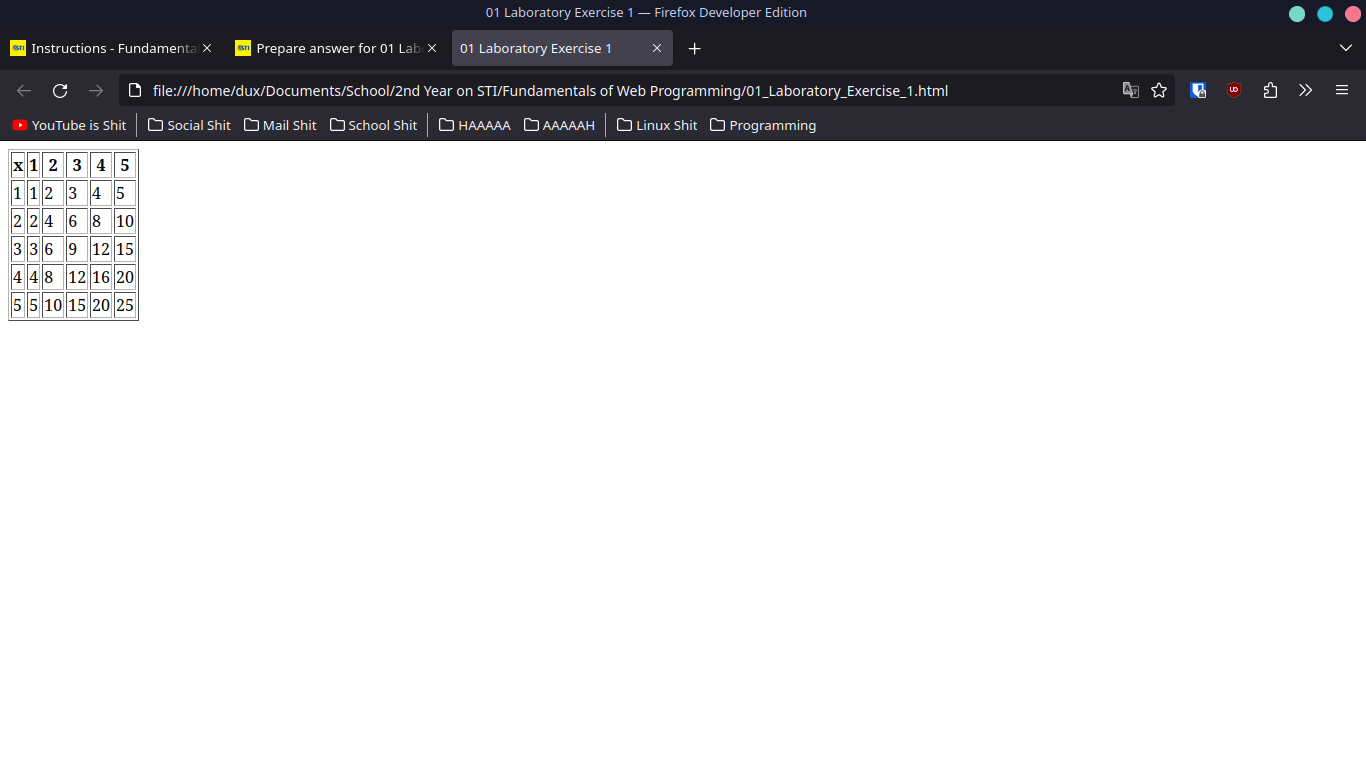 01 Laboratory Exercise 1 — Firefox Developer Edition
STI Instructions - Fundamenta STI Prepare answer for 01 Lab 01 Laboratory Exercise 1
file:///home/dux/Documents/School/2nd Year on STI/Fundamentals of Web Programming/01_Laboratory_Exercise_1.html
YouTube is Shit Social Shit Mail Shit School Shit HAAAAA AAAAAH Linux Shit Programming
x 1 2 3 4 5
1 1 2 3 4 5
2 2 4 6 8 10
3 3 6 9 12 15
4 4 8 12 16 20
5 5 10 15 20 25